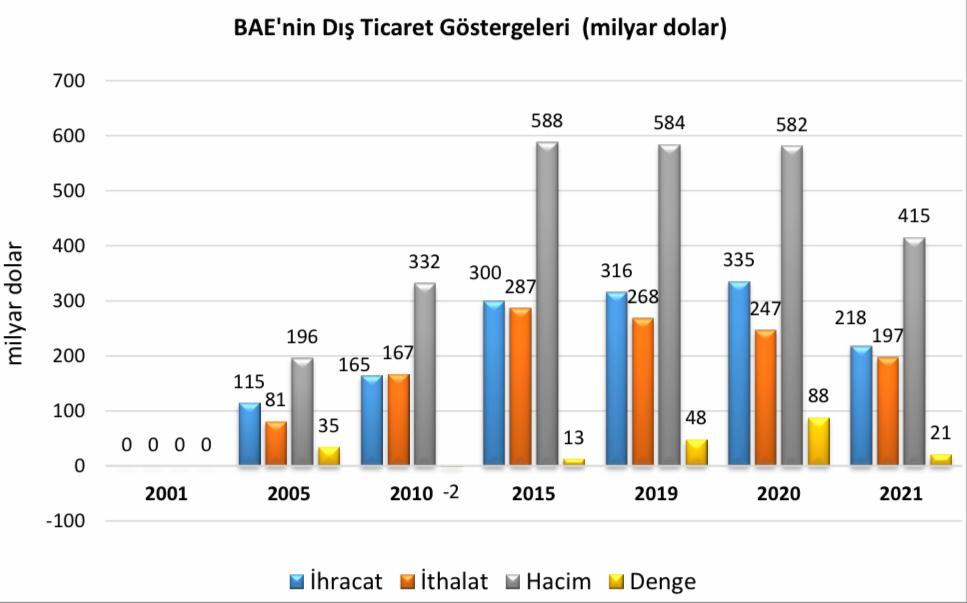 BAE'nin Dış Ticaret Göstergeleri (milyar dolar)
milyar dolar
700
600
500
400
300
200
100
0
-100
0 0 0 0
115 81 196 35
165 167 332 -2
300 287 588 13
316 268 584 48
335 247 582 88
218 197 415 21
2001 2005 2010 2015 2019 2020 2021
İhracat İthalat Hacim Denge